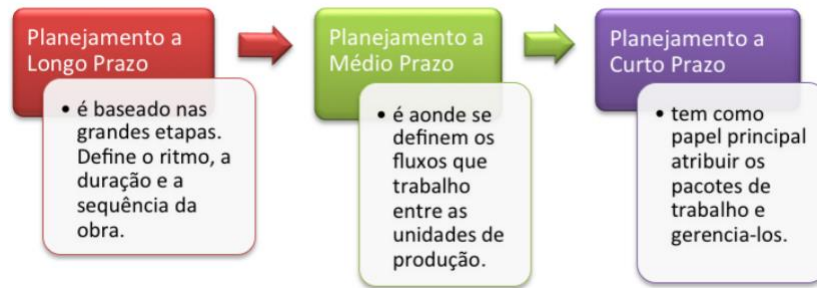 Planejamento a
Longo Prazo
• é baseado nas
grandes etapas.
Define o ritmo, a
duração e a
sequência da
obra.
Planejamento a
Médio Prazo
• é aonde se
definem os
fluxos que
trabalho
entre as
unidades de
produção.
Planejamento a
Curto Prazo
• tem como
papel principal
atribuir os
pacotes de
trabalho e
gerencia-los.